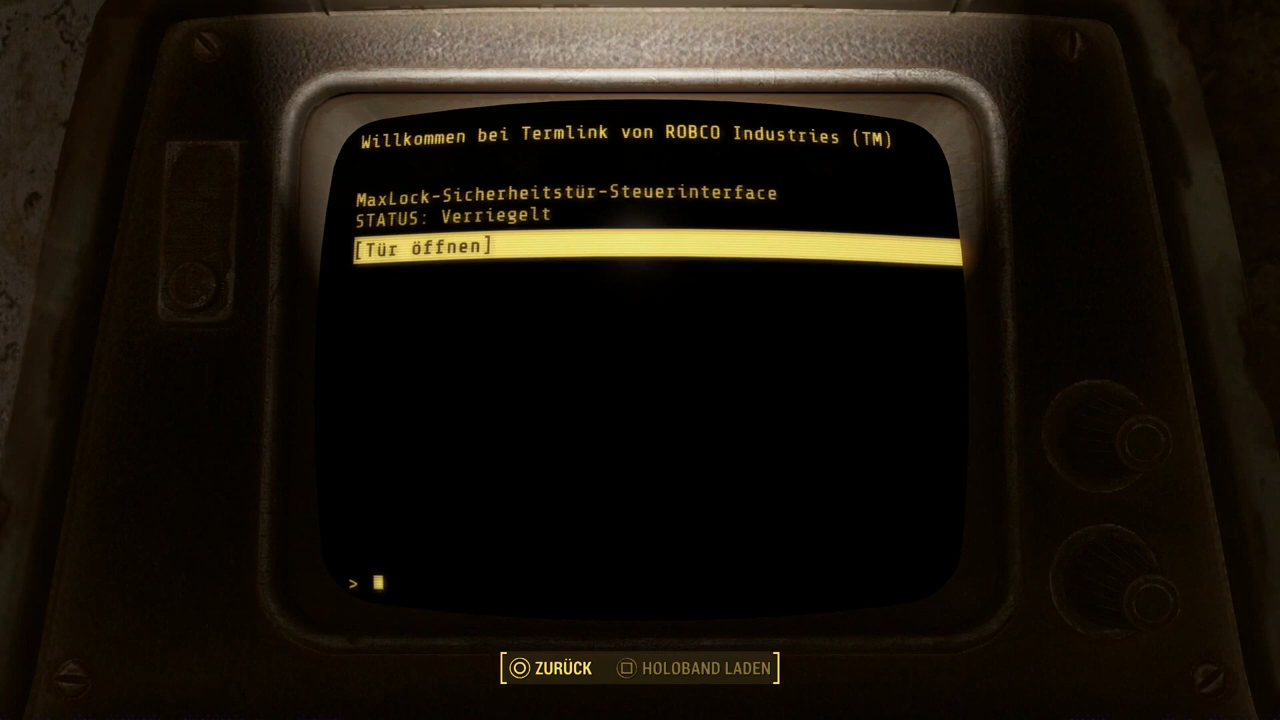 Willkommen bei Termlink von ROBCO Industries (TM)
MaxLock-Sicherheitstür-Steuerinterface
STATUS: Verriegelt
[Tür öffnen]
>
ZURÜCK HOLOBAND LADEN